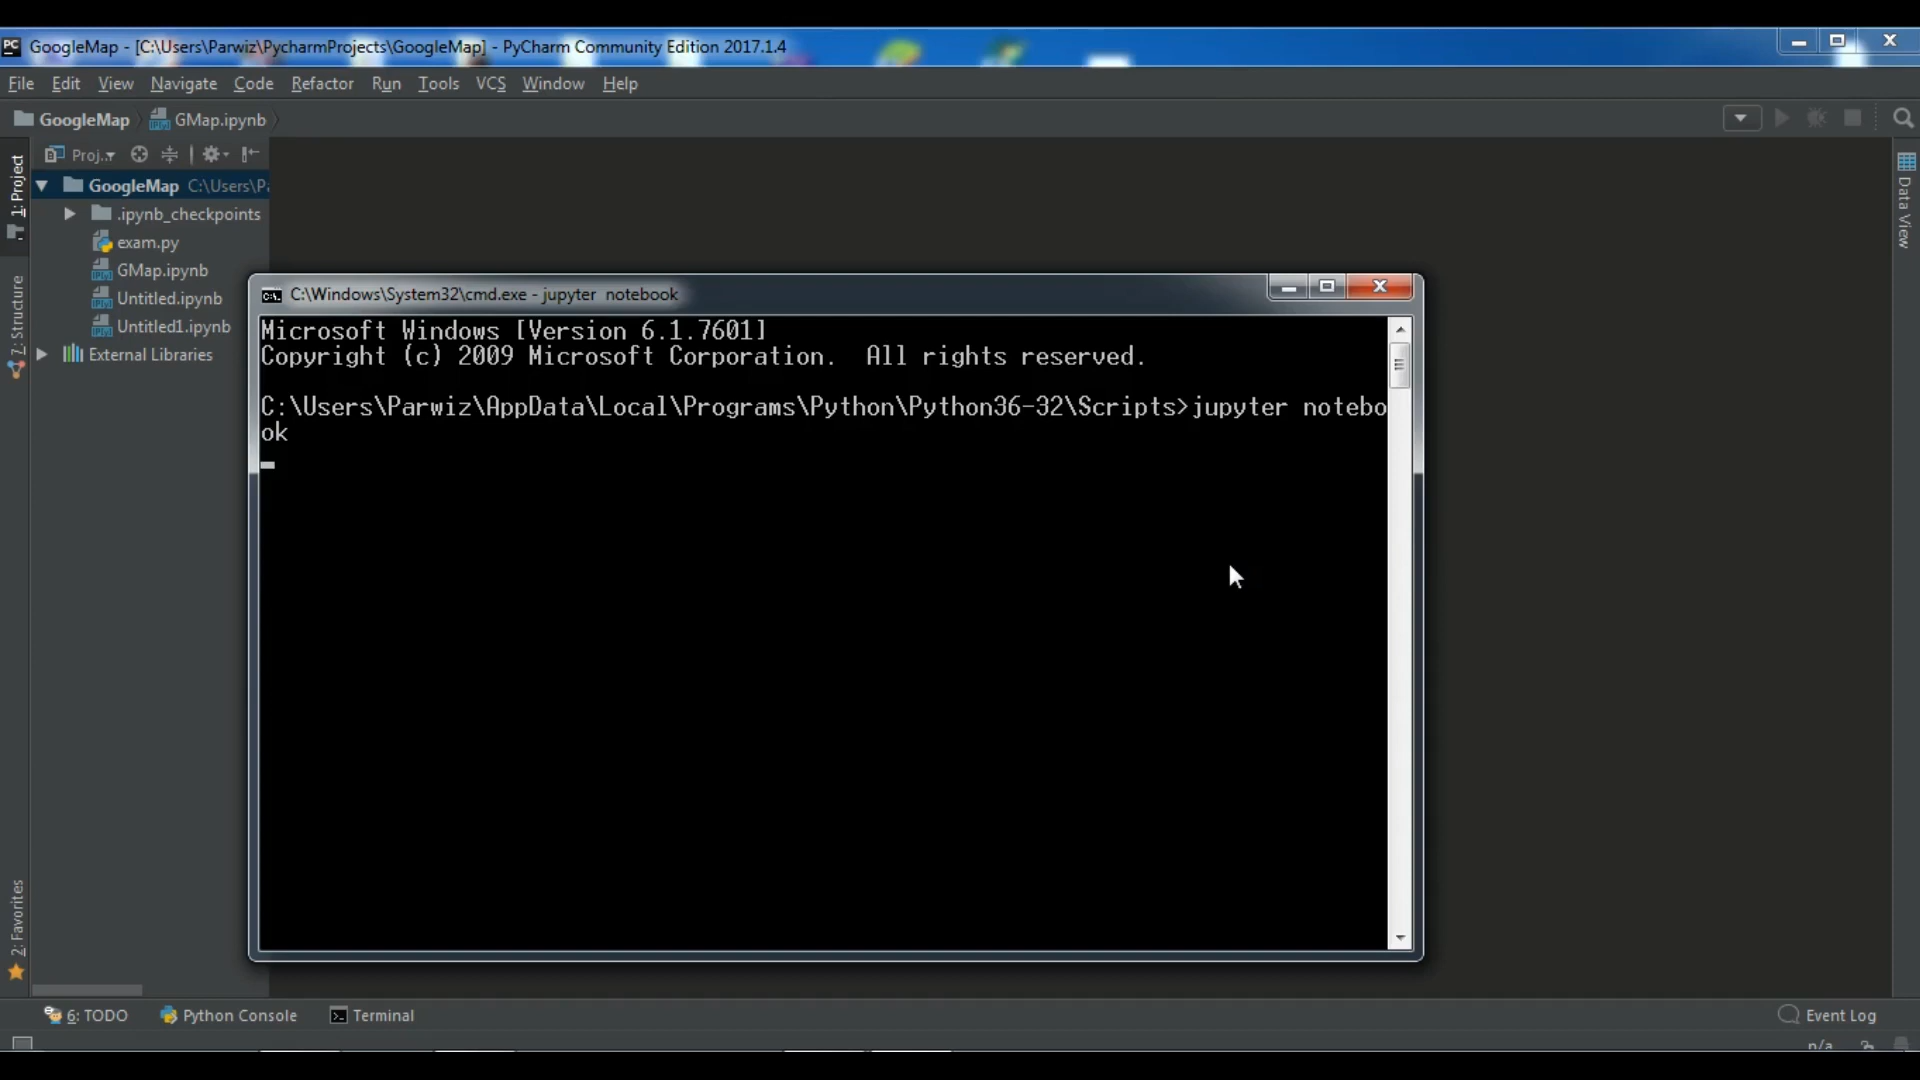 GoogleMap - [C:\Users\Parwiz\PycharmProjects\GoogleMap] - PyCharm Community Edition 2017.1.4
File Edit View Navigate Code Refactor Run Tools VCS Window Help
GoogleMap GMap.ipynb
1: Project
Proj..
GoogleMap C:\Users\Pa
.ipynb_checkpoints
exam.py
GMap.ipynb
Untitled.ipynb
Untitled1.ipynb
External Libraries
7: Structure
2: Favorites
Data View
C:\Windows\System32\cmd.exe - jupyter  notebook
Microsoft Windows [Version 6.1.7601]
Copyright (c) 2009 Microsoft Corporation.  All rights reserved.
C:\Users\Parwiz\AppData\Local\Programs\Python\Python36-32\Scripts>jupyter notebo
ok
6: TODO Python Console Terminal Event Log
n/a